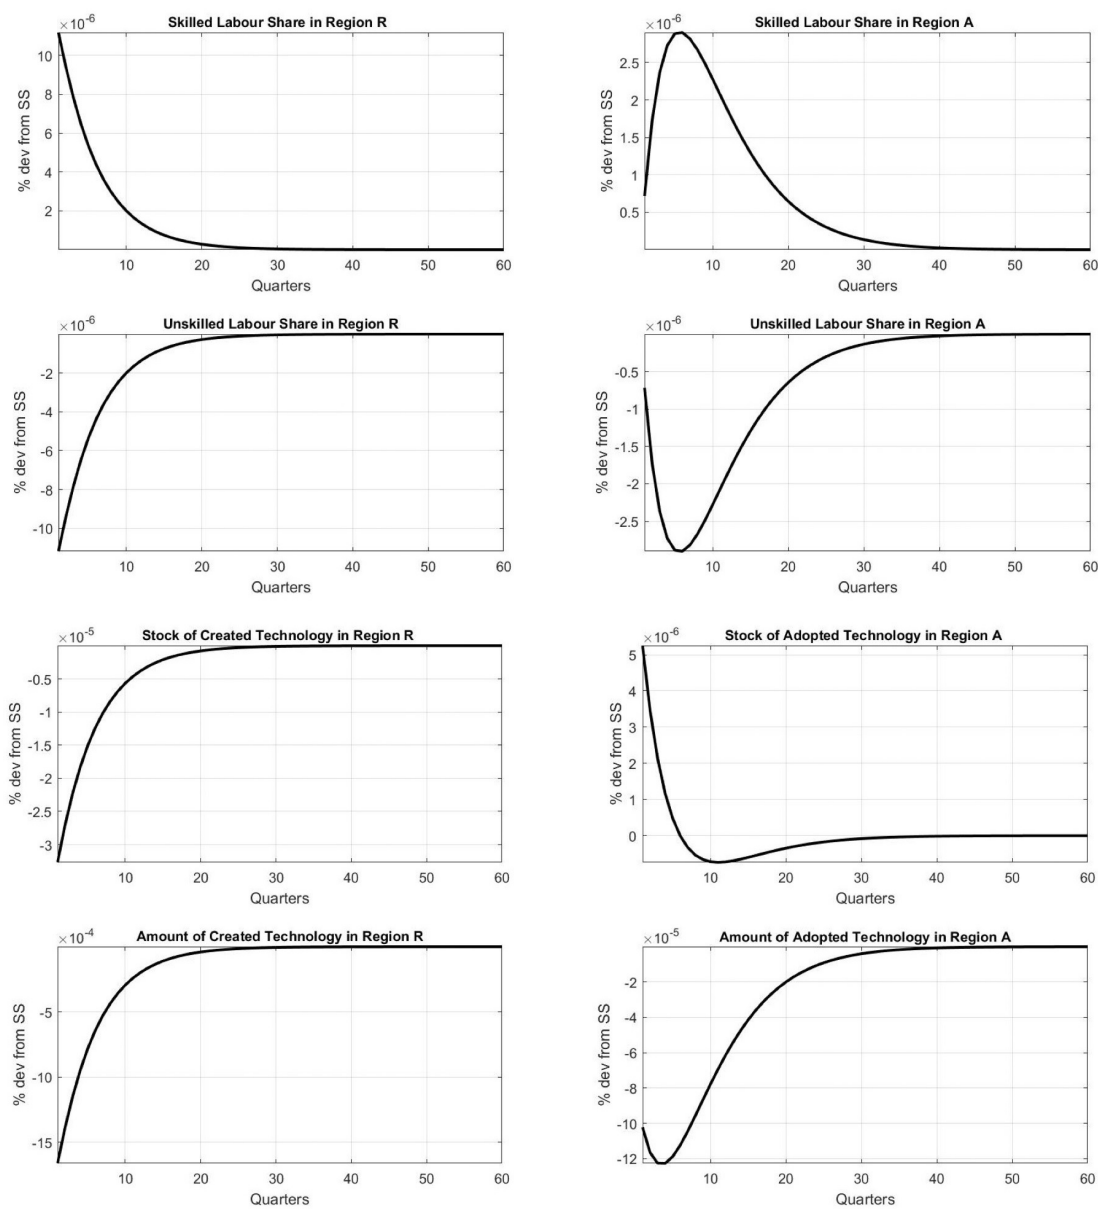 Skilled Labour Share in Region R
×10-6
10
8
6
4
2
% dev from SS
10 20 30 40 50 60
Quarters
Skilled Labour Share in Region A
×10-6
2.5
2
1.5
1
0.5
% dev from SS
10 20 30 40 50 60
Quarters
Unskilled Labour Share in Region R
×10-6
-2
-4
-6
-8
-10
% dev from SS
10 20 30 40 50 60
Quarters
Unskilled Labour Share in Region A
×10-6
-0.5
-1
-1.5
-2
-2.5
% dev from SS
10 20 30 40 50 60
Quarters
Stock of Created Technology in Region R
×10-5
-0.5
-1
-1.5
-2
-2.5
-3
% dev from SS
10 20 30 40 50 60
Quarters
Stock of Adopted Technology in Region A
×10-6
5
4
3
2
1
0
% dev from SS
10 20 30 40 50 60
Quarters
Amount of Created Technology in Region R
×10-4
-5
-10
-15
% dev from SS
10 20 30 40 50 60
Quarters
Amount of Adopted Technology in Region A
×10-5
-2
-4
-6
-8
-10
-12
% dev from SS
10 20 30 40 50 60
Quarters